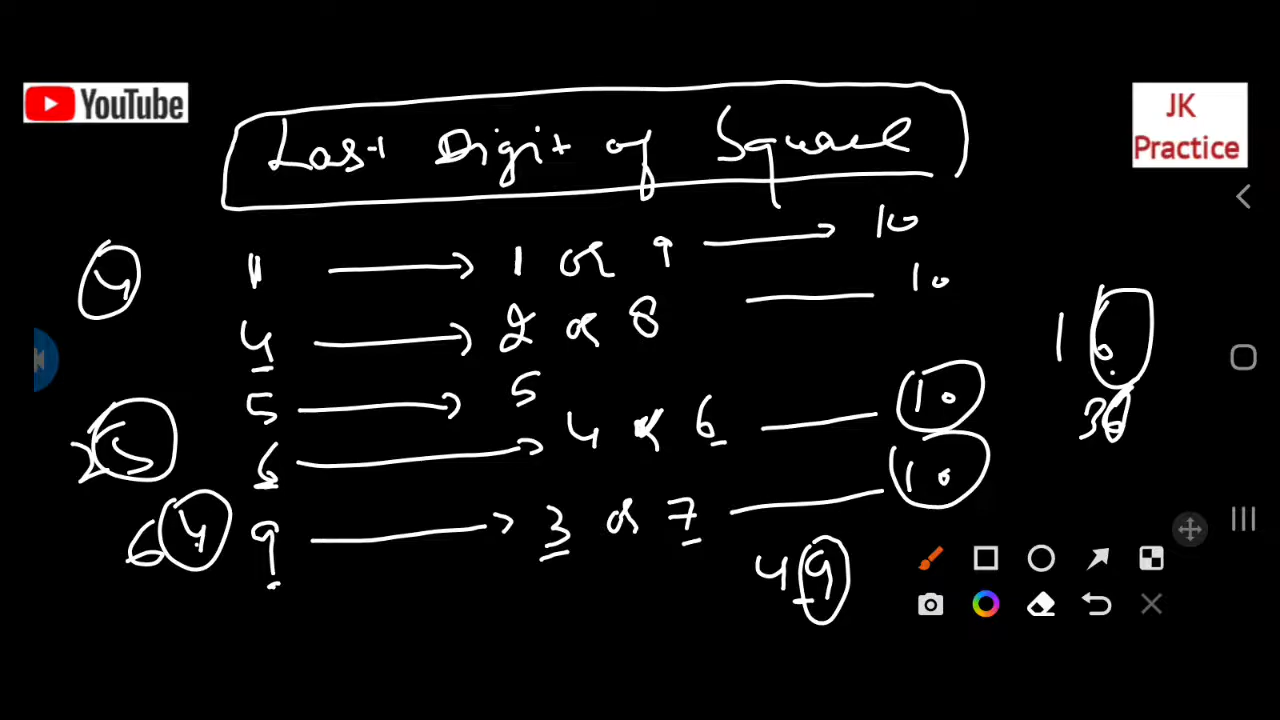 YouTube
JK
Practice
Last Digit of Square
1 → 1 or 9 → 10
4 → 2 or 8 — 10
5 → 5
6 → 4 or 6 — 10
9 → 3 or 7 — 10
4
25
64
16
36
49